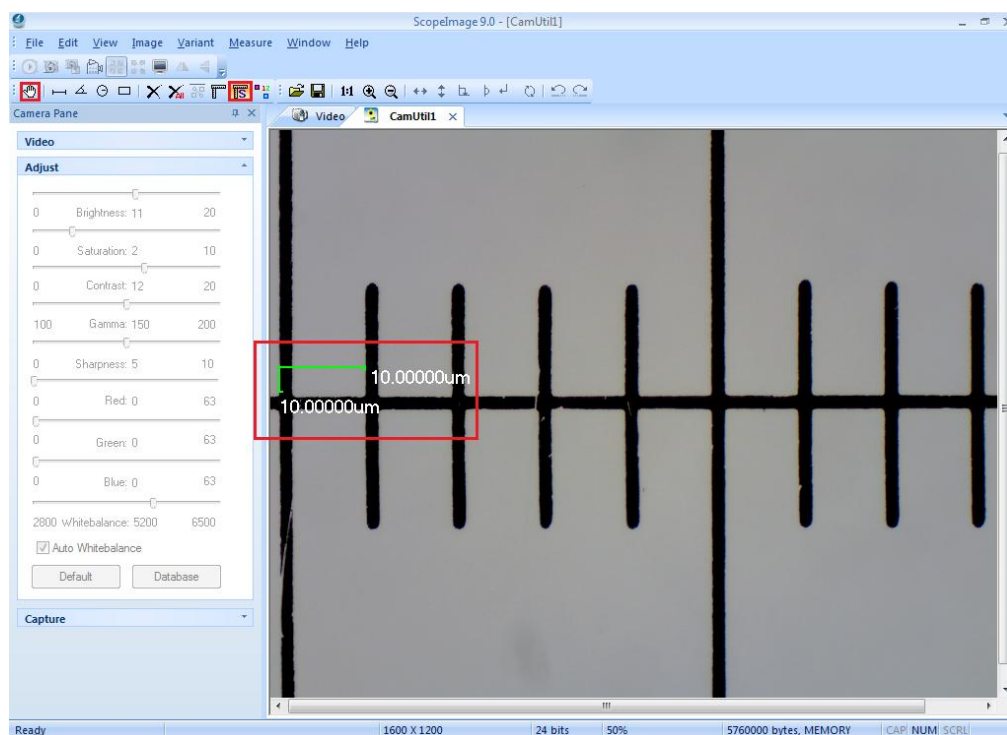 ScopeImage 9.0 - [CamUtil1]
File Edit View Image Variant Measure Window Help
1:1
Camera Pane
Video CamUtil1
Video
Adjust
0 Brightness: 11 20
0 Saturation: 2 10
0 Contrast: 12 20
100 Gamma: 150 200
0 Sharpness: 5 10
0 Red: 0 63
0 Green: 0 63
0 Blue: 0 63
2800 Whitebalance: 5200 6500
Auto Whitebalance
Default Database
Capture
10.00000um
10.00000um
Ready 1600 X 1200 24 bits 50% 5760000 bytes, MEMORY CAP NUM SCRL